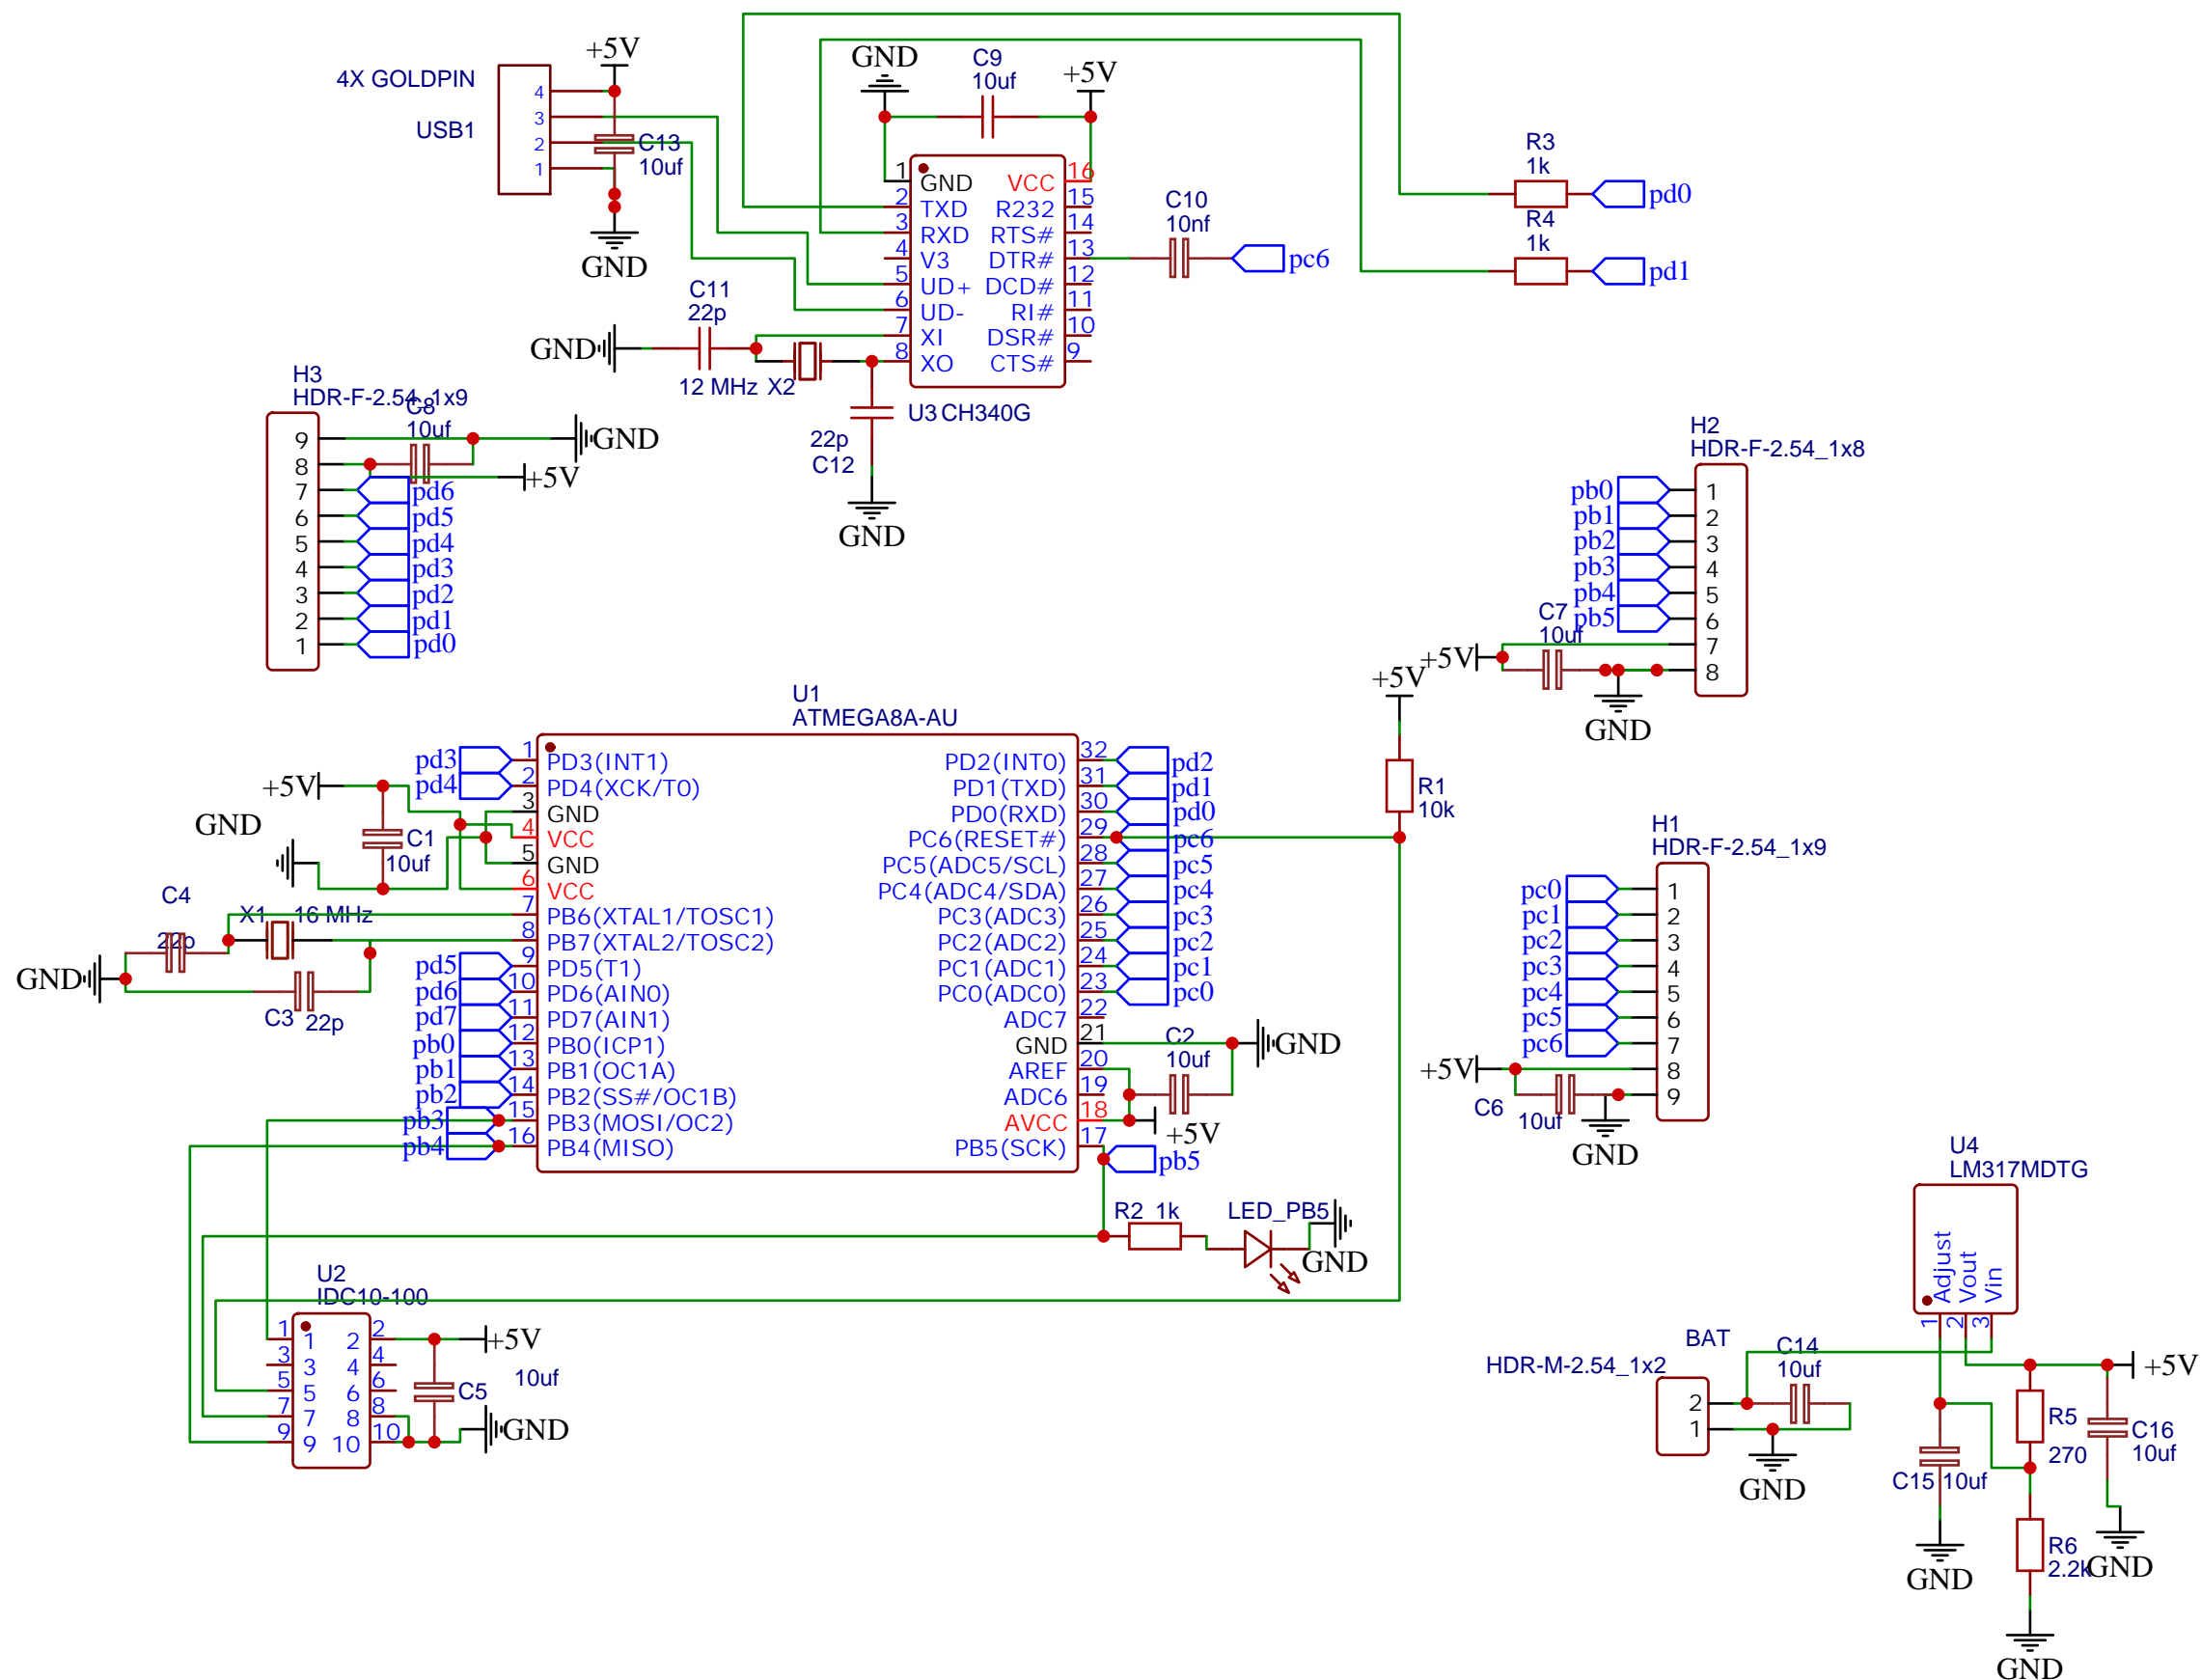 +5V
4X GOLDPIN
USB1
4
3
2
1
C13
10uf
GND
GND
C9
10uf
+5V
1
GND
2
TXD
3
RXD
4
V3
5
UD+
6
UD-
7
XI
8
XO
16
VCC
15
R232
14
RTS#
13
DTR#
12
DCD#
11
RI#
10
DSR#
9
CTS#
U3 CH340G
C10
10nf
pc6
R3
1k
pd0
R4
1k
pd1
C11
22p
GND
12 MHz X2
22p
C12
GND
H3
HDR-F-2.54_1x9
C8
10uf
9
8
7
6
5
4
3
2
1
GND
+5V
pd6
pd5
pd4
pd3
pd2
pd1
pd0
H2
HDR-F-2.54_1x8
pb0
pb1
pb2
pb3
pb4
pb5
1
2
3
4
5
6
7
8
C7
10uf
+5V
GND
U1
ATMEGA8A-AU
pd3
1
PD3(INT1)
pd4
2
PD4(XCK/T0)
3
GND
4
VCC
5
GND
6
VCC
7
PB6(XTAL1/TOSC1)
8
PB7(XTAL2/TOSC2)
pd5
9
PD5(T1)
pd6
10
PD6(AIN0)
pd7
11
PD7(AIN1)
pb0
12
PB0(ICP1)
pb1
13
PB1(OC1A)
pb2
14
PB2(SS#/OC1B)
pb3
15
PB3(MOSI/OC2)
pb4
16
PB4(MISO)
PD2(INT0)
32
pd2
PD1(TXD)
31
pd1
PD0(RXD)
30
pd0
PC6(RESET#)
29
pc6
PC5(ADC5/SCL)
28
pc5
PC4(ADC4/SDA)
27
pc4
PC3(ADC3)
26
pc3
PC2(ADC2)
25
pc2
PC1(ADC1)
24
pc1
PC0(ADC0)
23
pc0
ADC7
22
GND
21
AREF
20
ADC6
19
AVCC
18
PB5(SCK)
17
pb5
+5V
GND
C1
10uf
C4
22p
X1
16 MHz
GND
C3
22p
C2
10uf
GND
+5V
+5V
R1
10k
H1
HDR-F-2.54_1x9
pc0
pc1
pc2
pc3
pc4
pc5
pc6
1
2
3
4
5
6
7
8
9
+5V
C6
10uf
GND
R2 1k
LED_PB5
GND
U2
IDC10-100
1
1
2
2
3
3
4
4
5
5
6
6
7
7
8
8
9
9
10
10
+5V
10uf
C5
GND
U4
LM317MDTG
Adjust
Vout
Vin
1
2
3
BAT
HDR-M-2.54_1x2
2
1
C14
10uf
GND
+5V
R5
270
C16
10uf
C15 10uf
R6
2.2k
GND
GND
GND